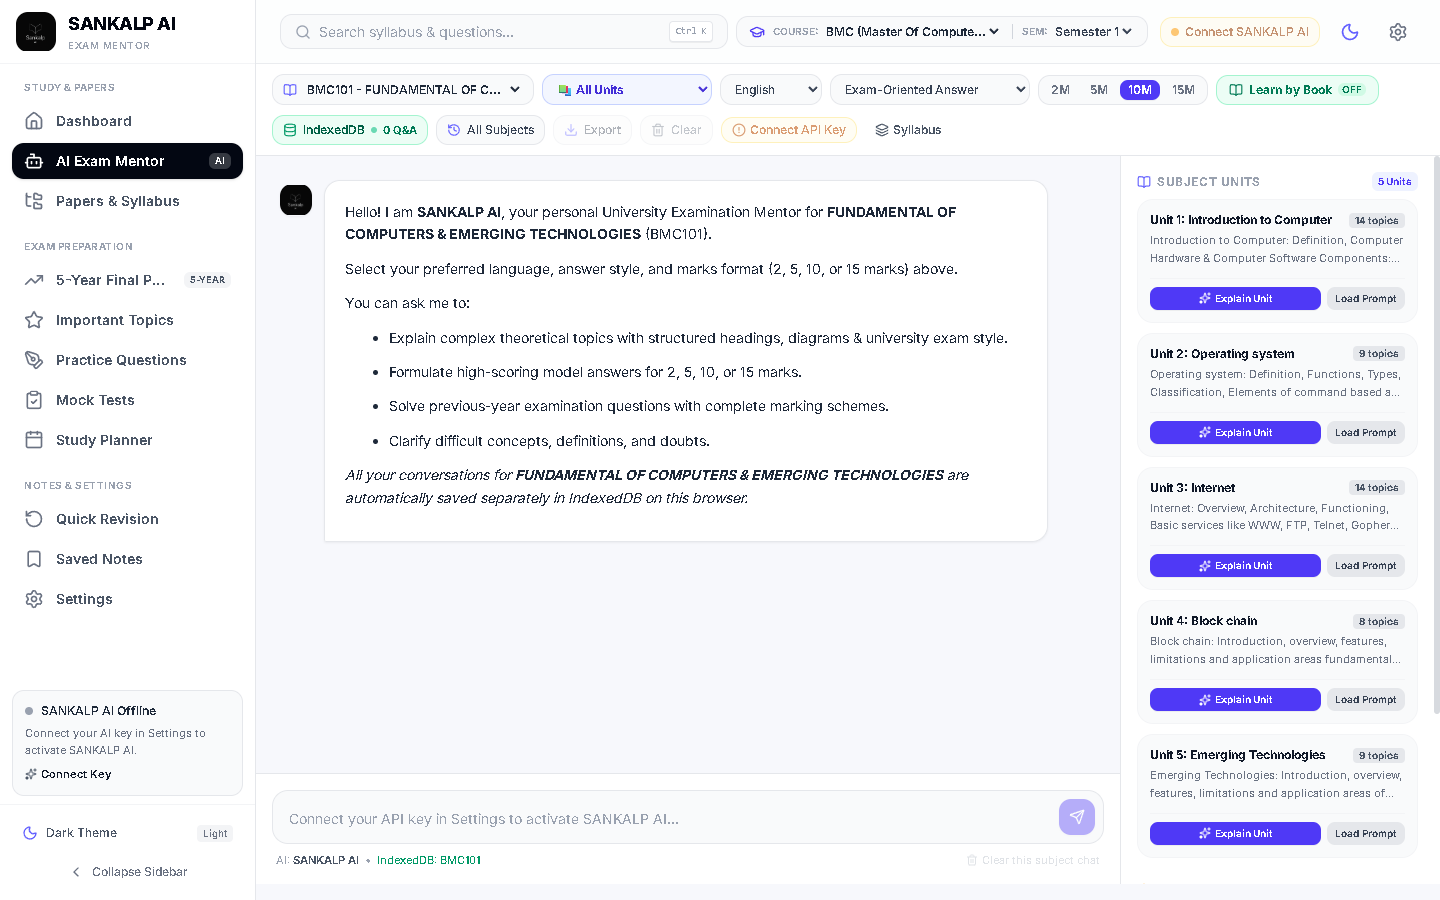 SANKALP AI
EXAM MENTOR
Search syllabus & questions...
Ctrl K
COURSE: BMC (Master Of Compute...
SEM: Semester 1
Connect SANKALP AI
STUDY & PAPERS
Dashboard
AI Exam Mentor
AI
Papers & Syllabus
EXAM PREPARATION
5-Year Final P...
5-YEAR
Important Topics
Practice Questions
Mock Tests
Study Planner
NOTES & SETTINGS
Quick Revision
Saved Notes
Settings
SANKALP AI Offline
Connect your AI key in Settings to
activate SANKALP AI.
Connect Key
Dark Theme
Light
Collapse Sidebar
BMC101 - FUNDAMENTAL OF C...
All Units
English
Exam-Oriented Answer
2M 5M 10M 15M
Learn by Book OFF
IndexedDB • 0 Q&A
All Subjects
Export
Clear
Connect API Key
Syllabus
Hello! I am SANKALP AI, your personal University Examination Mentor for FUNDAMENTAL OF
COMPUTERS & EMERGING TECHNOLOGIES (BMC101).
Select your preferred language, answer style, and marks format (2, 5, 10, or 15 marks) above.
You can ask me to:
• Explain complex theoretical topics with structured headings, diagrams & university exam style.
• Formulate high-scoring model answers for 2, 5, 10, or 15 marks.
• Solve previous-year examination questions with complete marking schemes.
• Clarify difficult concepts, definitions, and doubts.
All your conversations for FUNDAMENTAL OF COMPUTERS & EMERGING TECHNOLOGIES are
automatically saved separately in IndexedDB on this browser.
Connect your API key in Settings to activate SANKALP AI...
AI: SANKALP AI • IndexedDB: BMC101
Clear this subject chat
SUBJECT UNITS
5 Units
Unit 1: Introduction to Computer
14 topics
Introduction to Computer: Definition, Computer
Hardware & Computer Software Components:...
Explain Unit
Load Prompt
Unit 2: Operating system
9 topics
Operating system: Definition, Functions, Types,
Classification, Elements of command based a...
Explain Unit
Load Prompt
Unit 3: Internet
14 topics
Internet: Overview, Architecture, Functioning,
Basic services like WWW, FTP, Telnet, Gopher...
Explain Unit
Load Prompt
Unit 4: Block chain
8 topics
Block chain: Introduction, overview, features,
limitations and application areas fundamental...
Explain Unit
Load Prompt
Unit 5: Emerging Technologies
9 topics
Emerging Technologies: Introduction, overview,
features, limitations and application areas of...
Explain Unit
Load Prompt